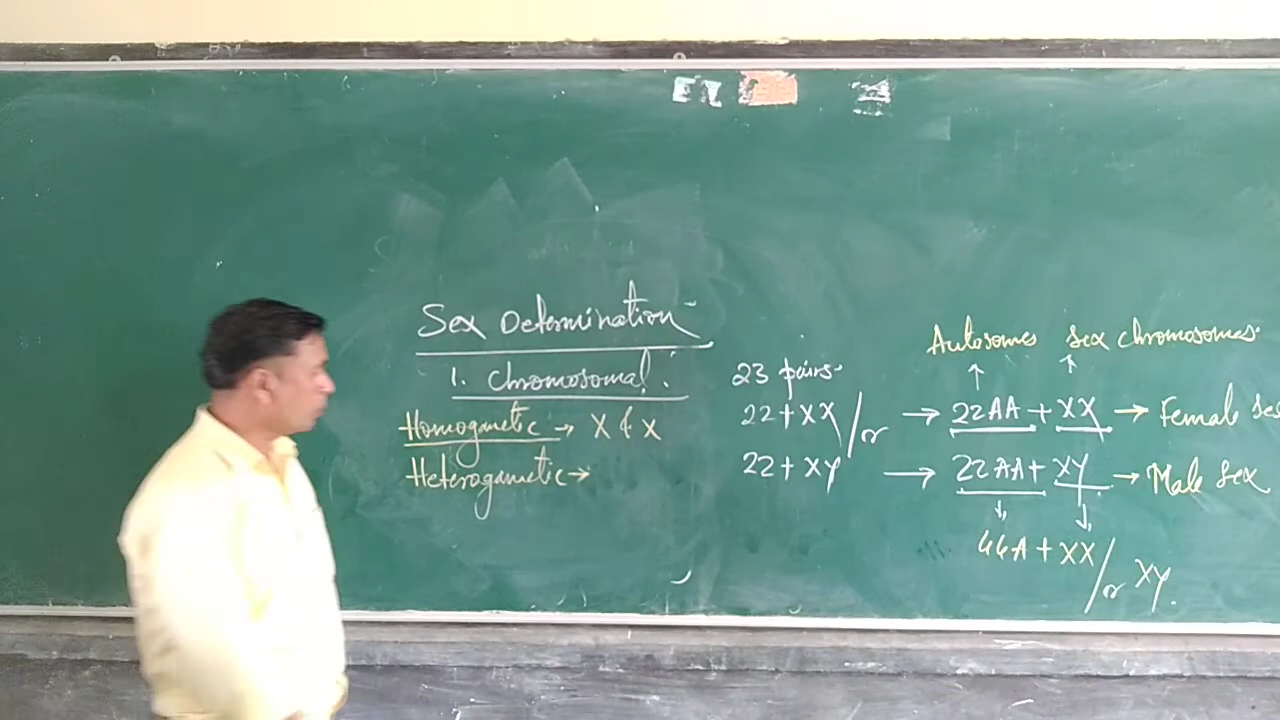 Sex Determination
1. Chromosomal :
Homogametic → X & X
Heterogametic →
23 pairs.
22 + XX / or
22 + XY
Autosomes Sex chromosomes.
→ 22AA + XX → Female Sex
→ 22AA + XY → Male Sex
44A + XX / or XY.